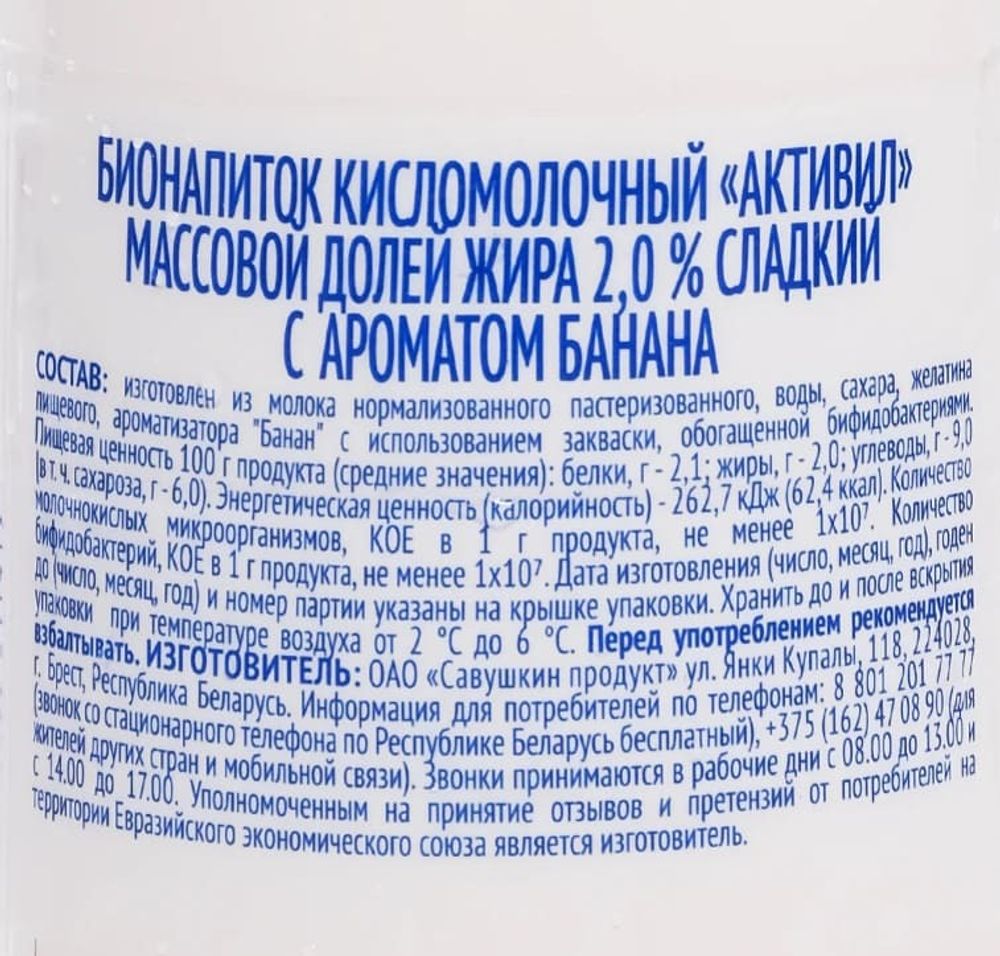 БИОНАПИТОК КИСЛОМОЛОЧНЫЙ «АКТИВИЛ»
МАССОВОЙ ДОЛЕЙ ЖИРА 2,0 % СЛАДКИЙ
С АРОМАТОМ БАНАНА
СОСТАВ: изготовлен из молока нормализованного пастеризованного, воды, сахара, желатина
пищевого, ароматизатора "Банан" с использованием закваски, обогащенной бифидобактериями.
Пищевая ценность 100 г продукта (средние значения): белки, г - 2,1; жиры, г - 2,0; углеводы, г - 9,0
(в т. ч. сахароза, г - 6,0). Энергетическая ценность (калорийность) - 262,7 кДж (62,4 ккал). Количество
молочнокислых микроорганизмов, КОЕ в 1 г продукта, не менее 1x10⁷. Количество
бифидобактерий, КОЕ в 1 г продукта, не менее 1x10⁷. Дата изготовления (число, месяц, год), годен
до (число, месяц, год) и номер партии указаны на крышке упаковки. Хранить до и после вскрытия
упаковки при температуре воздуха от 2 °C до 6 °C. Перед употреблением рекомендуется
взбалтывать. ИЗГОТОВИТЕЛЬ: ОАО «Савушкин продукт» ул. Янки Купалы, 118, 224028,
г. Брест, Республика Беларусь. Информация для потребителей по телефонам: 8 801 201 77 77
(звонок со стационарного телефона по Республике Беларусь бесплатный), +375 (162) 47 08 90 (для
жителей других стран и мобильной связи). Звонки принимаются в рабочие дни с 08.00 до 13.00 и
с 14.00 до 17.00. Уполномоченным на принятие отзывов и претензий от потребителей на
территории Евразийского экономического союза является изготовитель.